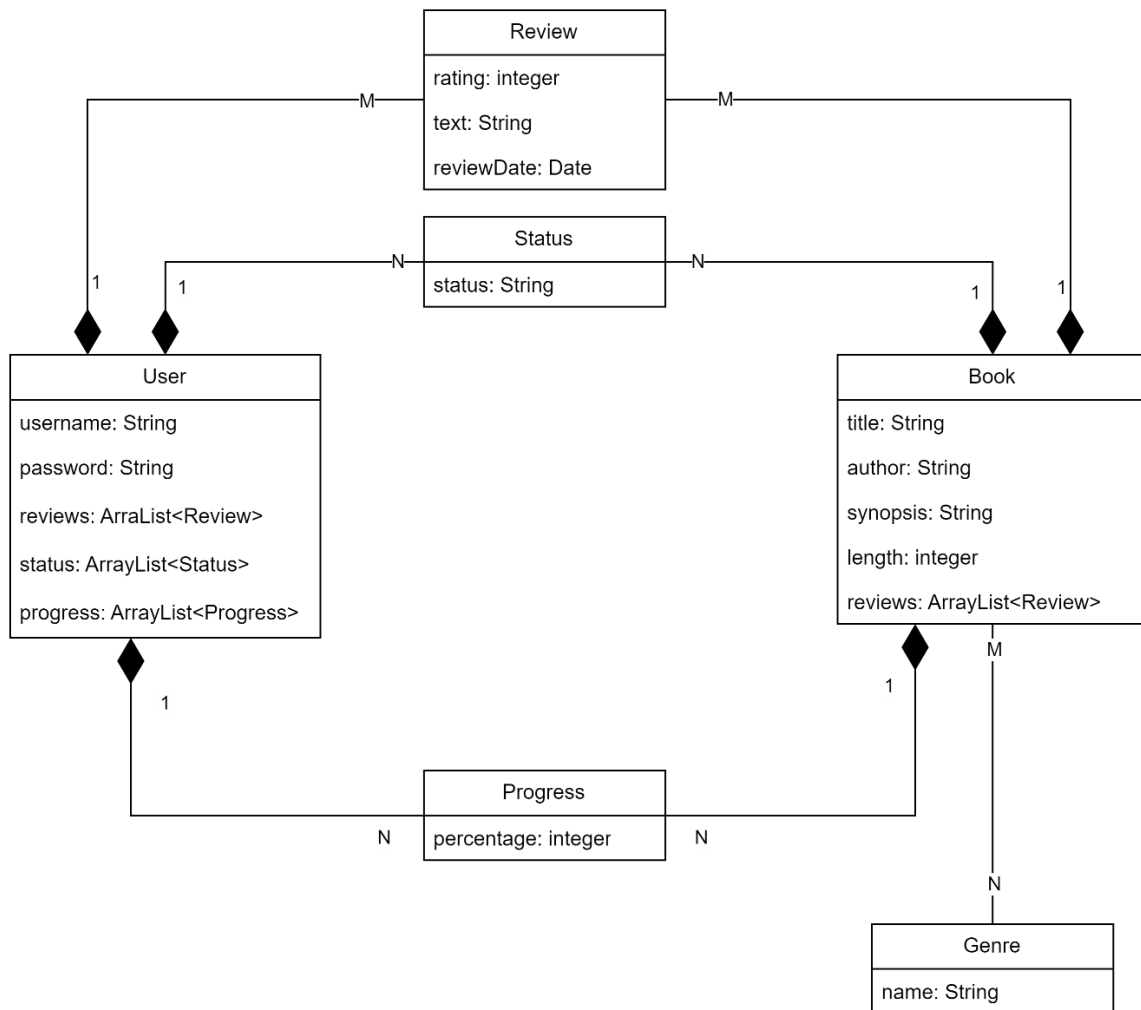 Review
rating: integer
M
M
text: String
reviewDate: Date
Status
N
N
status: String
1
1
1
1
User
Book
username: String
title: String
password: String
author: String
reviews: ArraList<Review>
synopsis: String
status: ArrayList<Status>
length: integer
progress: ArrayList<Progress>
reviews: ArrayList<Review>
M
1
1
Progress
N
percentage: integer
N
N
Genre
name: String